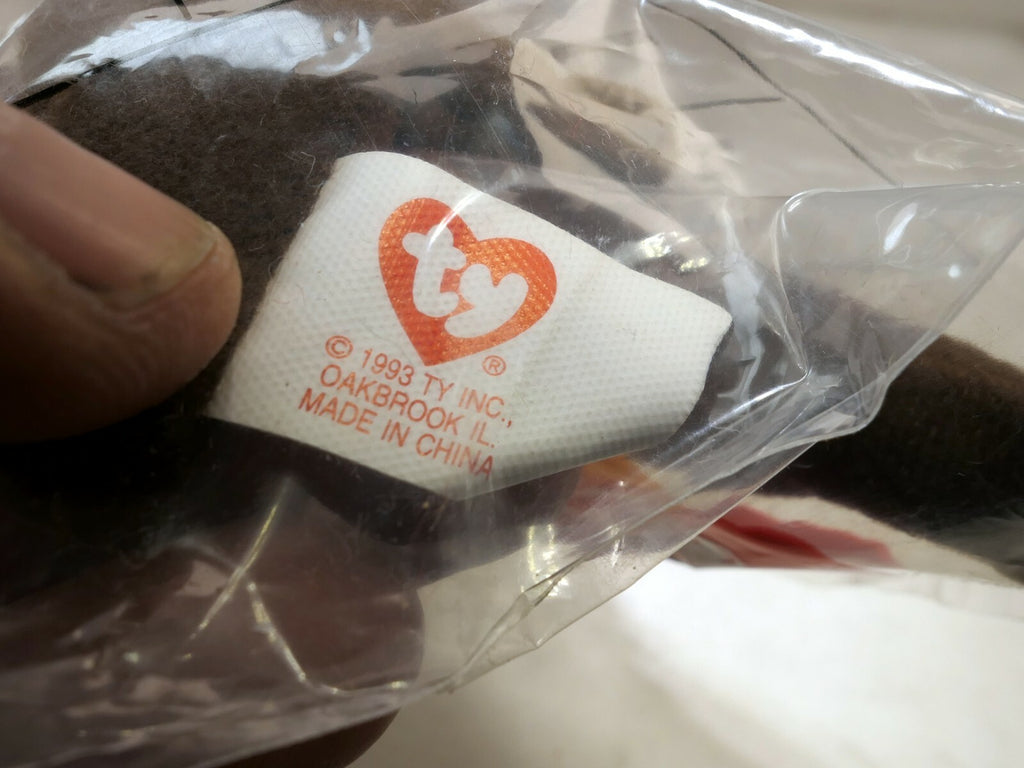 ty
®
© 1993 TY INC.,
OAKBROOK IL.
MADE IN CHINA